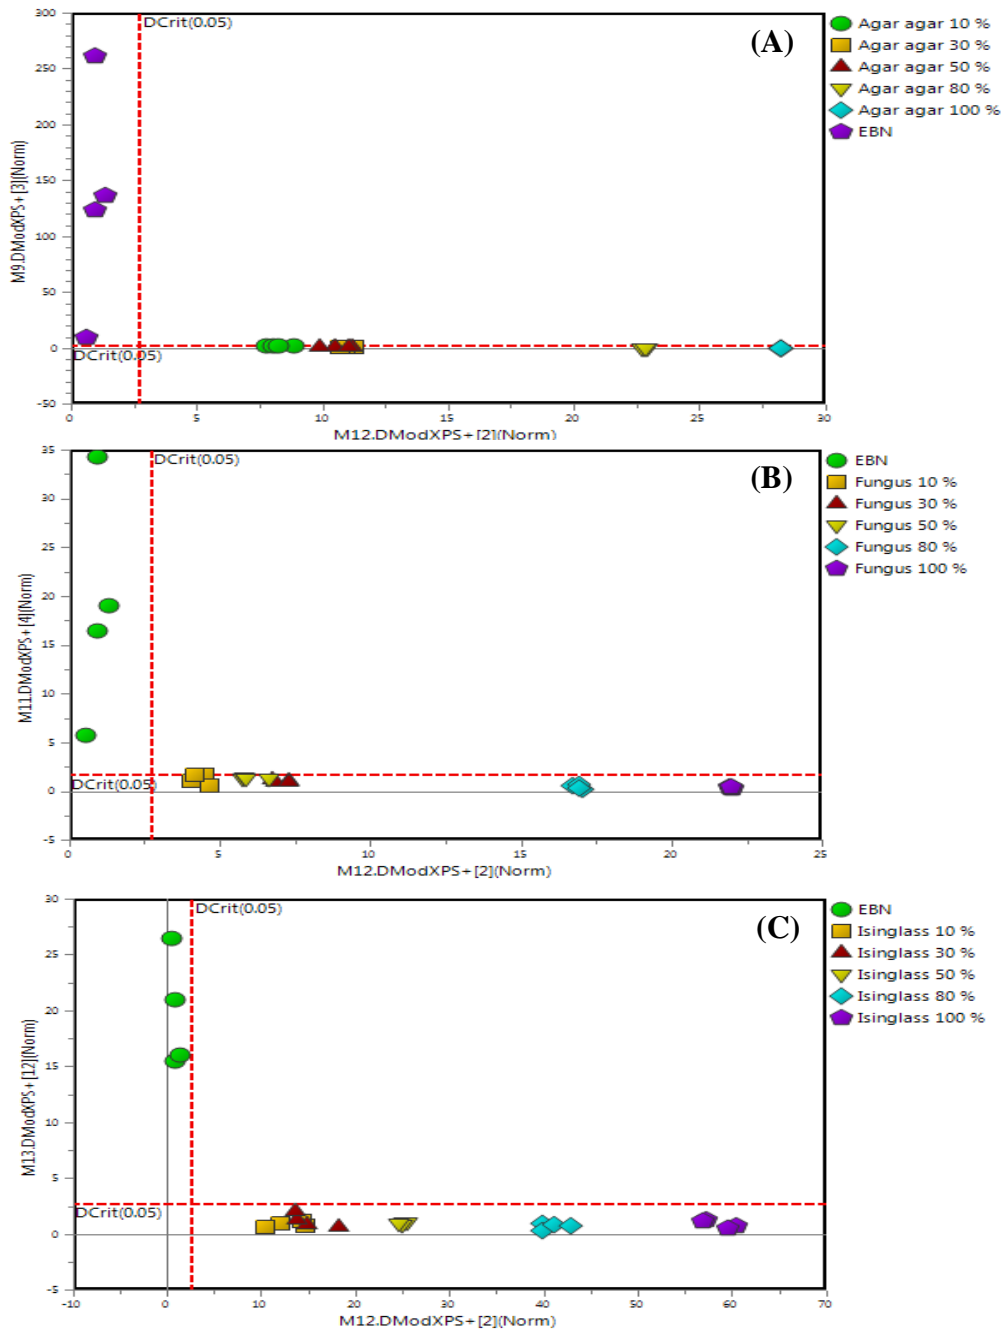 DCrit(0.05)
(A)
300
250
200
150
100
50
0
-50
M9.DModXPS+[3](Norm)
DCrit(0.05)
0
5
10
15
20
25
30
M12.DModXPS+[2](Norm)
Agar agar 10 %
Agar agar 30 %
Agar agar 50 %
Agar agar 80 %
Agar agar 100 %
EBN
DCrit(0.05)
(B)
35
30
25
20
15
10
5
0
-5
M11.DModXPS+[4](Norm)
DCrit(0.05)
0
5
10
15
20
25
M12.DModXPS+[2](Norm)
EBN
Fungus 10 %
Fungus 30 %
Fungus 50 %
Fungus 80 %
Fungus 100 %
DCrit(0.05)
(C)
30
25
20
15
10
5
0
-5
M13.DModXPS+[12](Norm)
DCrit(0.05)
-10
0
10
20
30
40
50
60
70
M12.DModXPS+[2](Norm)
EBN
Isinglass 10 %
Isinglass 30 %
Isinglass 50 %
Isinglass 80 %
Isinglass 100 %